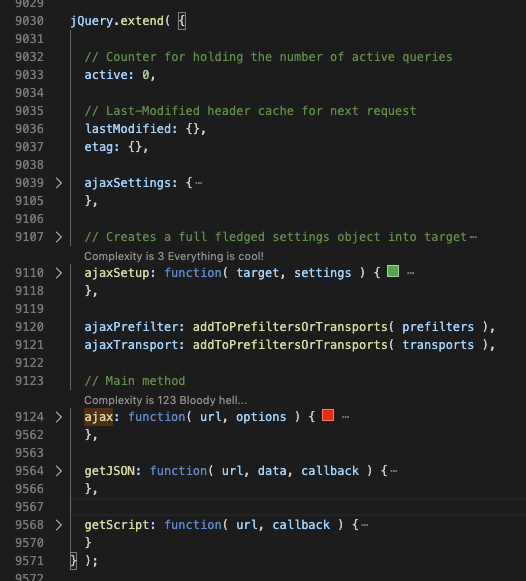 9029
9030 jQuery.extend( {
9031
9032 // Counter for holding the number of active queries
9033 active: 0,
9034
9035 // Last-Modified header cache for next request
9036 lastModified: {},
9037 etag: {},
9038
9039 ajaxSettings: {⋯
9105 },
9106
9107 // Creates a full fledged settings object into target⋯
Complexity is 3 Everything is cool!
9110 ajaxSetup: function( target, settings ) { ⋯
9118 },
9119
9120 ajaxPrefilter: addToPrefiltersOrTransports( prefilters ),
9121 ajaxTransport: addToPrefiltersOrTransports( transports ),
9122
9123 // Main method
Complexity is 123 Bloody hell...
9124 ajax: function( url, options ) { ⋯
9562 },
9563
9564 getJSON: function( url, data, callback ) {⋯
9566 },
9567
9568 getScript: function( url, callback ) {⋯
9570 }
9571 } );
9572